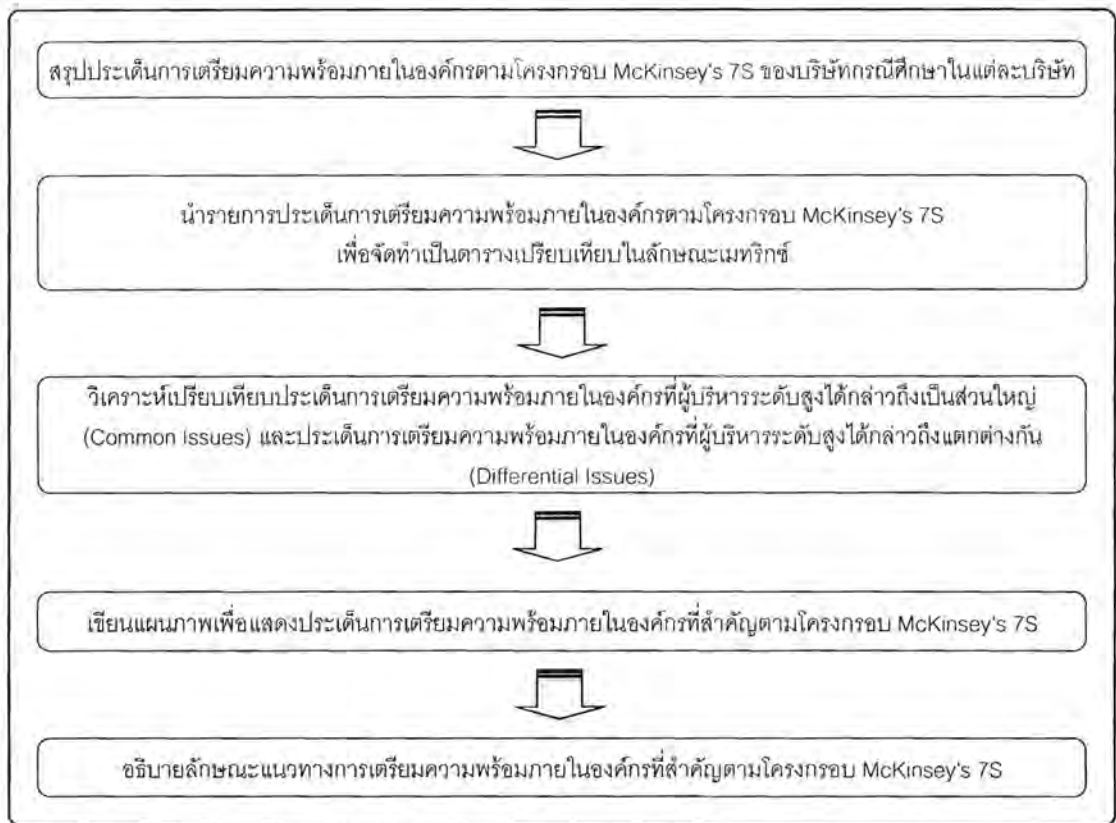 สรุปประเด็นการเตรียมความพร้อมภายในองค์กรตามโครงกรอบ McKinsey's 7S ของบริษัทกรณีศึกษาในแต่ละบริษัท
นำรายการประเด็นการเตรียมความพร้อมภายในองค์กรตามโครงกรอบ McKinsey's 7S
เพื่อจัดทำเป็นตารางเปรียบเทียบในลักษณะเมทริกซ์
วิเคราะห์เปรียบเทียบประเด็นการเตรียมความพร้อมภายในองค์กรที่ผู้บริหารระดับสูงได้กล่าวถึงเป็นส่วนใหญ่
(Common Issues) และประเด็นการเตรียมความพร้อมภายในองค์กรที่ผู้บริหารระดับสูงได้กล่าวถึงแตกต่างกัน
(Differential Issues)
เขียนแผนภาพเพื่อแสดงประเด็นการเตรียมความพร้อมภายในองค์กรที่สำคัญตามโครงกรอบ McKinsey's 7S
อธิบายลักษณะแนวทางการเตรียมความพร้อมภายในองค์กรที่สำคัญตามโครงกรอบ McKinsey's 7S